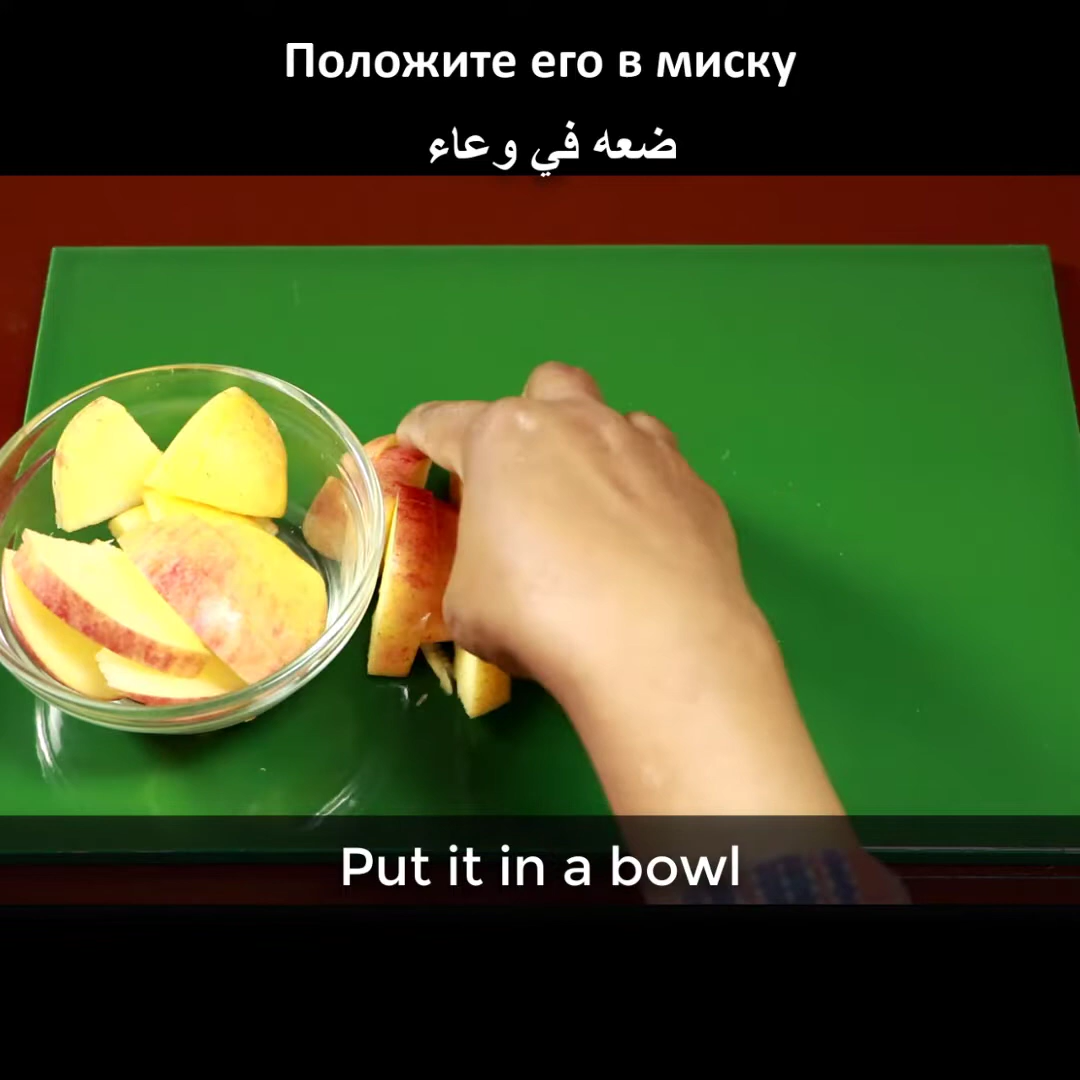 Положите его в миску
ضعه في وعاء
Put it in a bowl